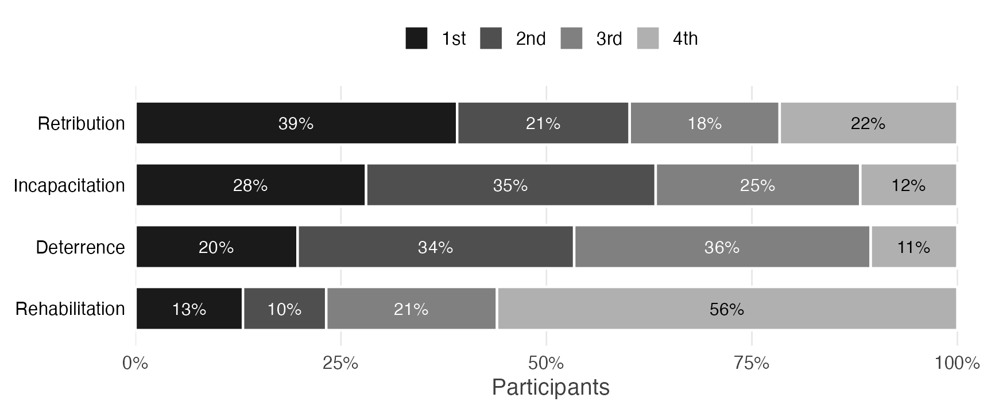 1st 2nd 3rd 4th
Retribution 39% 21% 18% 22%
Incapacitation 28% 35% 25% 12%
Deterrence 20% 34% 36% 11%
Rehabilitation 13% 10% 21% 56%
0% 25% 50% 75% 100%
Participants